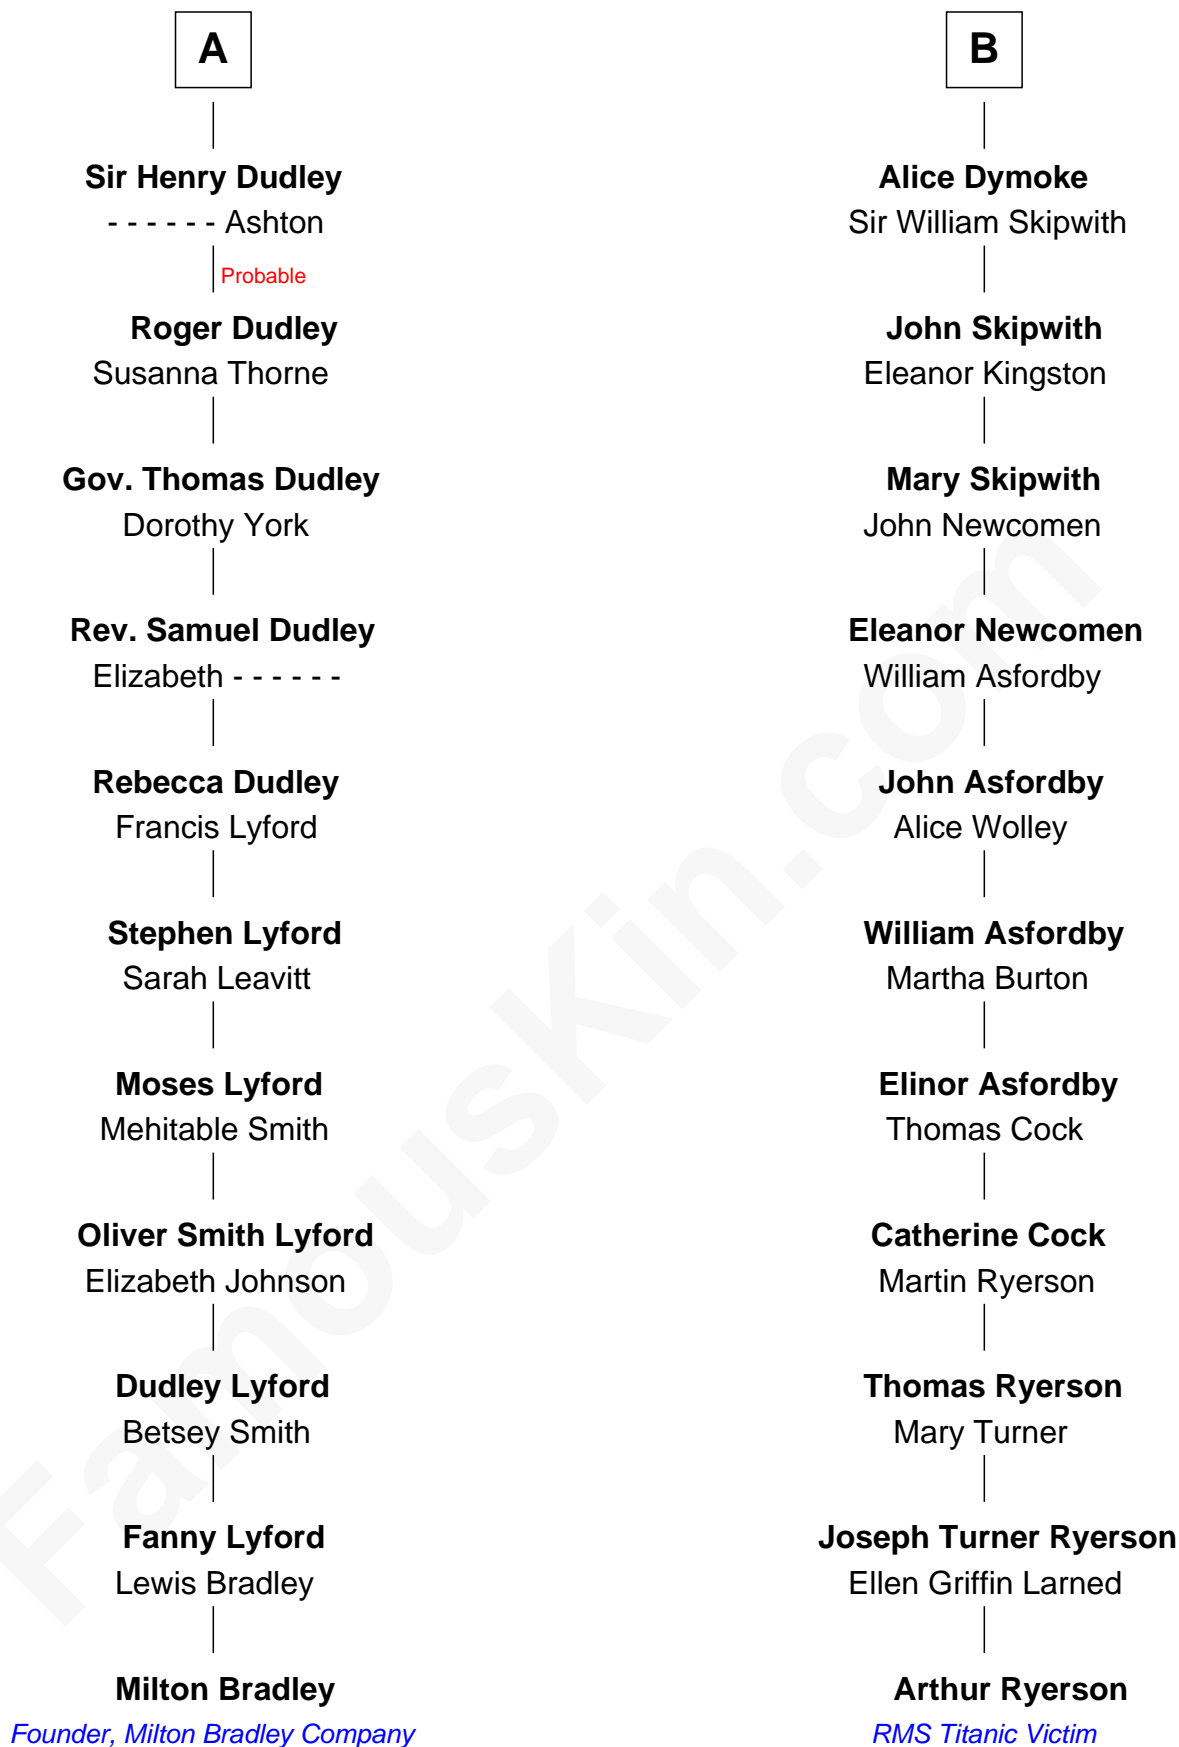 A
Sir Henry Dudley
- - - - - - Ashton
Probable
Roger Dudley
Susanna Thorne
Gov. Thomas Dudley
Dorothy York
Rev. Samuel Dudley
Elizabeth - - - - - -
Rebecca Dudley
Francis Lyford
Stephen Lyford
Sarah Leavitt
Moses Lyford
Mehitable Smith
Oliver Smith Lyford
Elizabeth Johnson
Dudley Lyford
Betsey Smith
Fanny Lyford
Lewis Bradley
Milton Bradley
Founder, Milton Bradley Company
B
Alice Dymoke
Sir William Skipwith
John Skipwith
Eleanor Kingston
Mary Skipwith
John Newcomen
Eleanor Newcomen
William Asfordby
John Asfordby
Alice Wolley
William Asfordby
Martha Burton
Elinor Asfordby
Thomas Cock
Catherine Cock
Martin Ryerson
Thomas Ryerson
Mary Turner
Joseph Turner Ryerson
Ellen Griffin Larned
Arthur Ryerson
RMS Titanic Victim
FamousKin.com